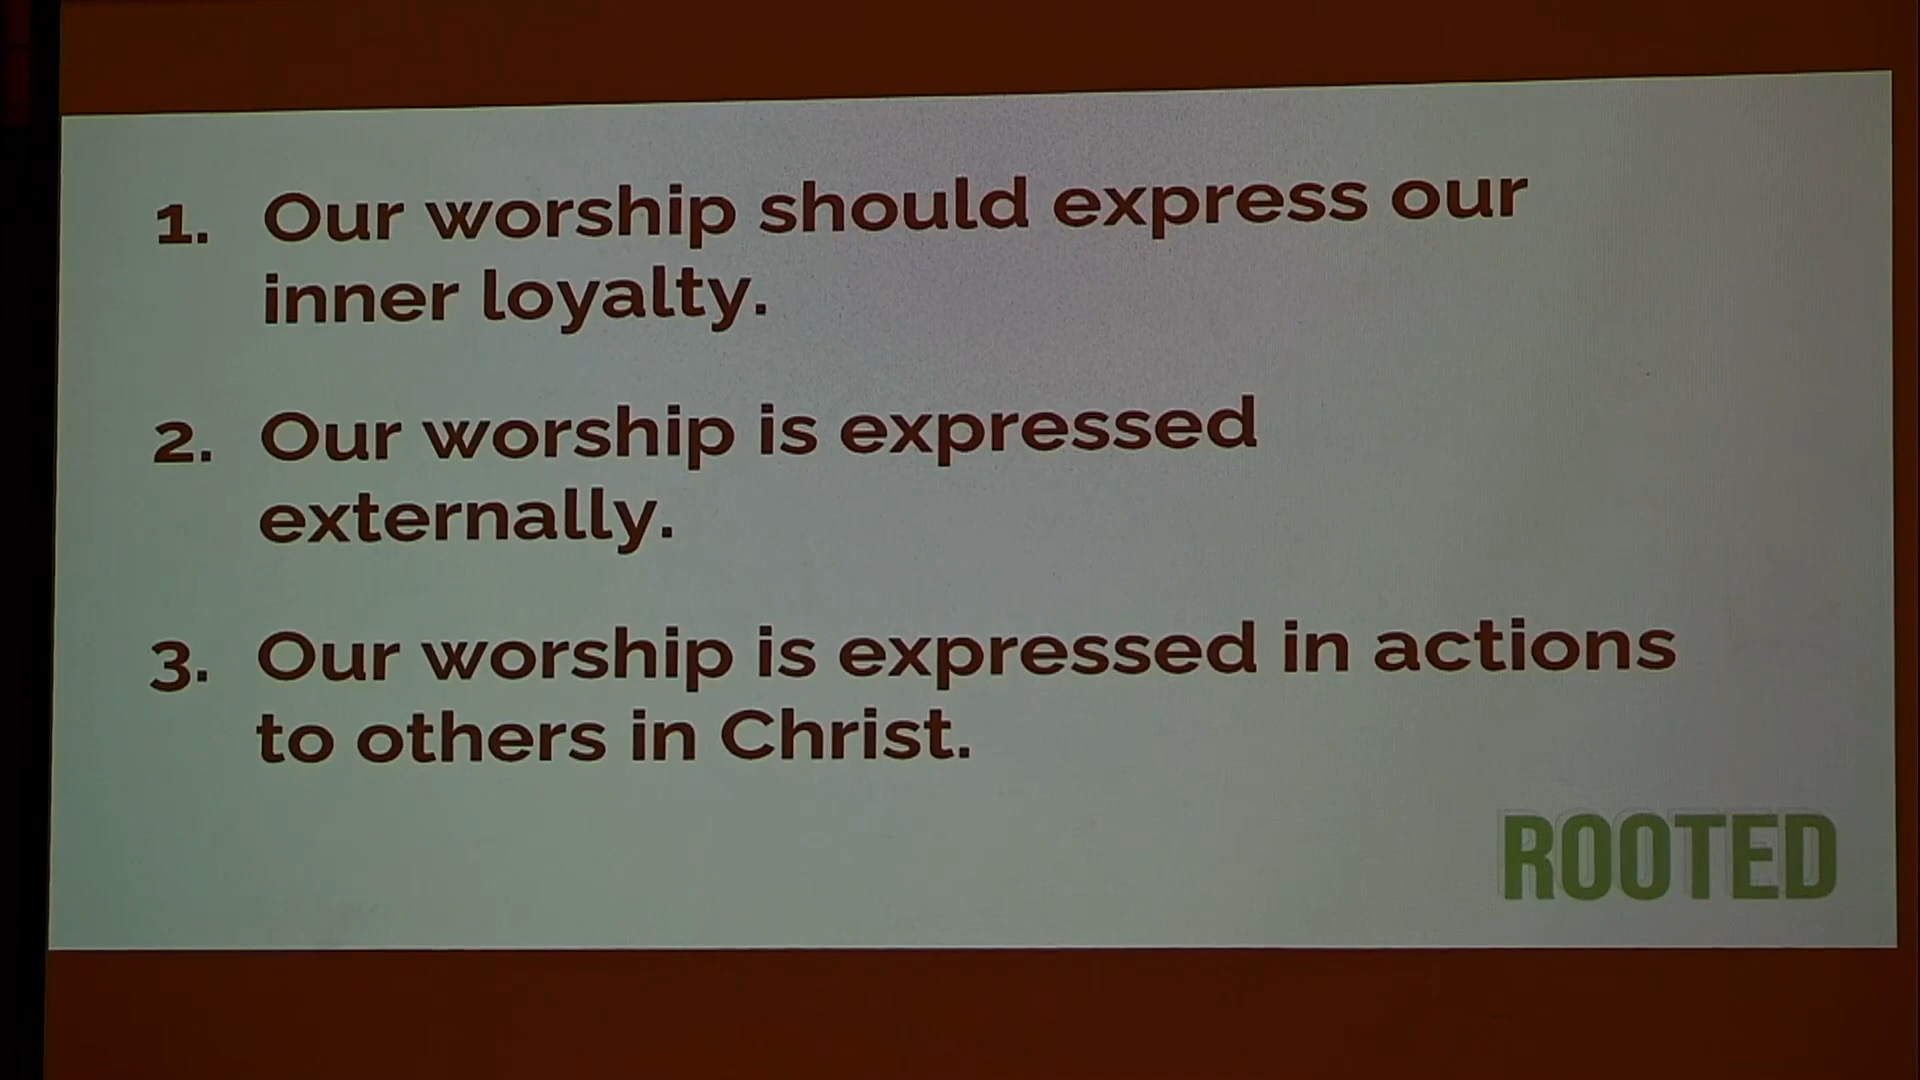 1. Our worship should express our
inner loyalty.
2. Our worship is expressed
externally.
3. Our worship is expressed in actions
to others in Christ.
ROOTED